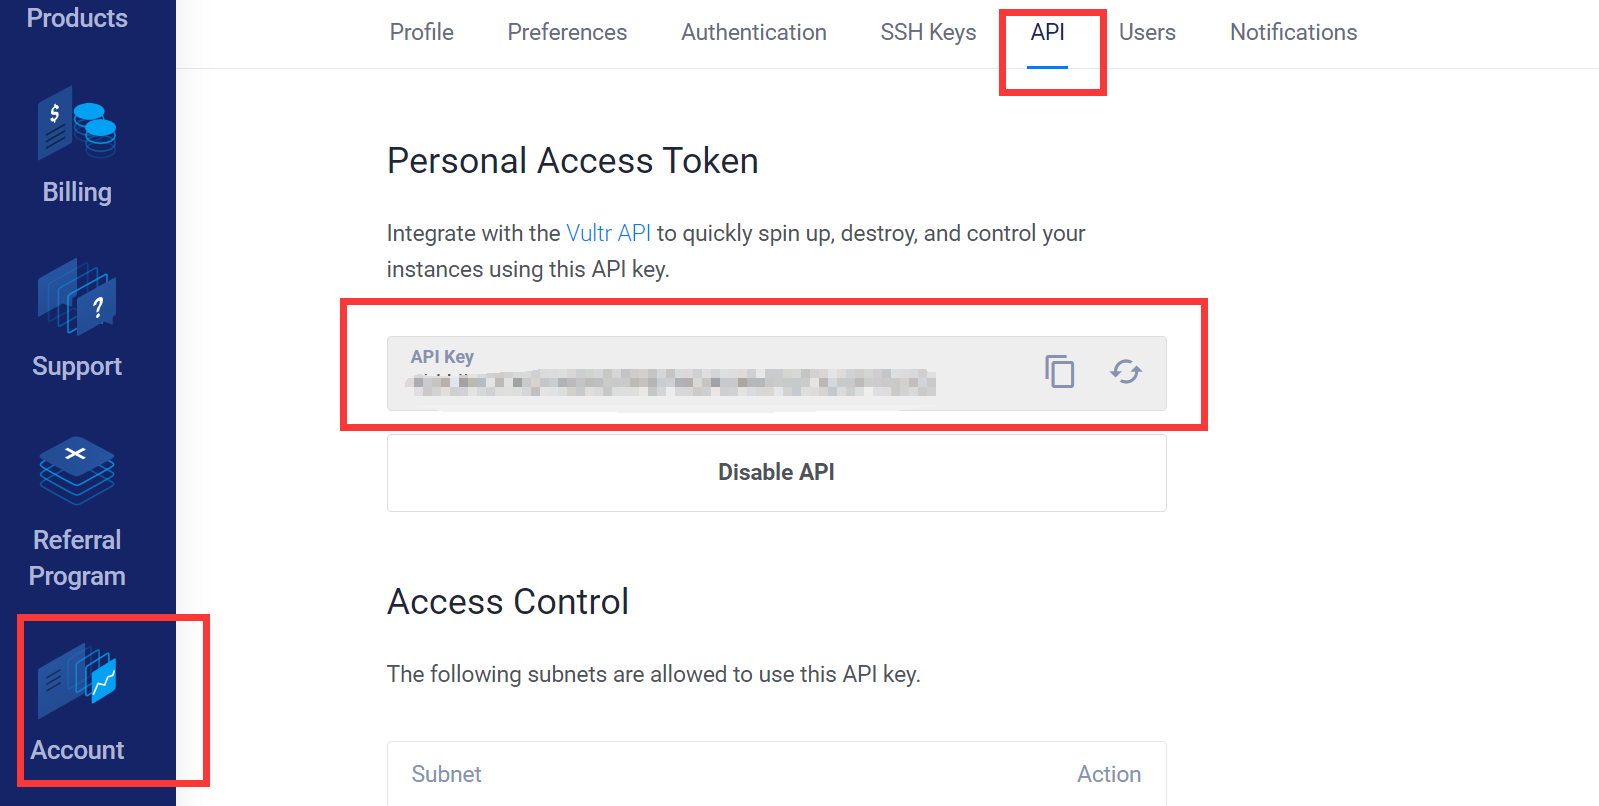 Products
Billing
Support
Referral
Program
Account
Profile Preferences Authentication SSH Keys API Users Notifications
Personal Access Token
Integrate with the Vultr API to quickly spin up, destroy, and control your
instances using this API key.
API Key
Disable API
Access Control
The following subnets are allowed to use this API key.
Subnet Action